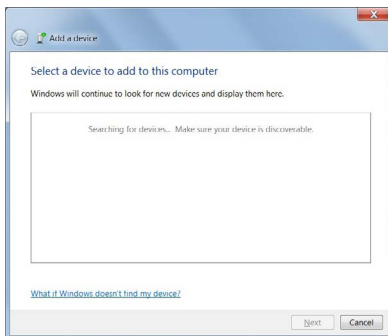 Add a device
Select a device to add to this computer
Windows will continue to look for new devices and display them here.
Searching for devices... Make sure your device is discoverable.
What if Windows doesn't find my device?
Next Cancel